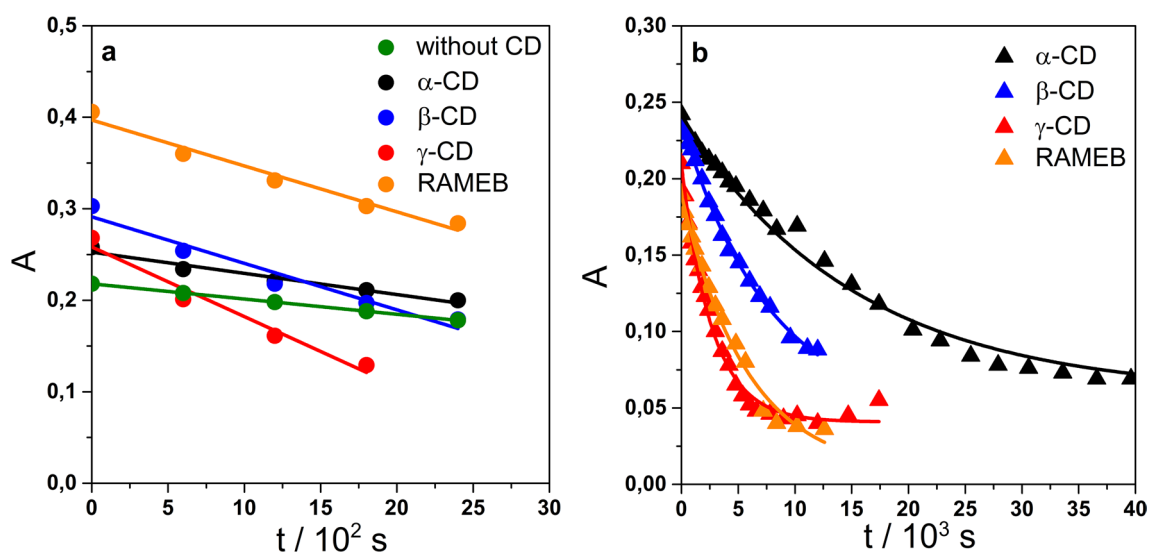 a
without CD
α-CD
β-CD
γ-CD
RAMEB
A
0,5
0,4
0,3
0,2
0,1
0,0
0 5 10 15 20 25 30
t / 10² s
b
α-CD
β-CD
γ-CD
RAMEB
A
0,30
0,25
0,20
0,15
0,10
0,05
0,00
0 5 10 15 20 25 30 35 40
t / 10³ s